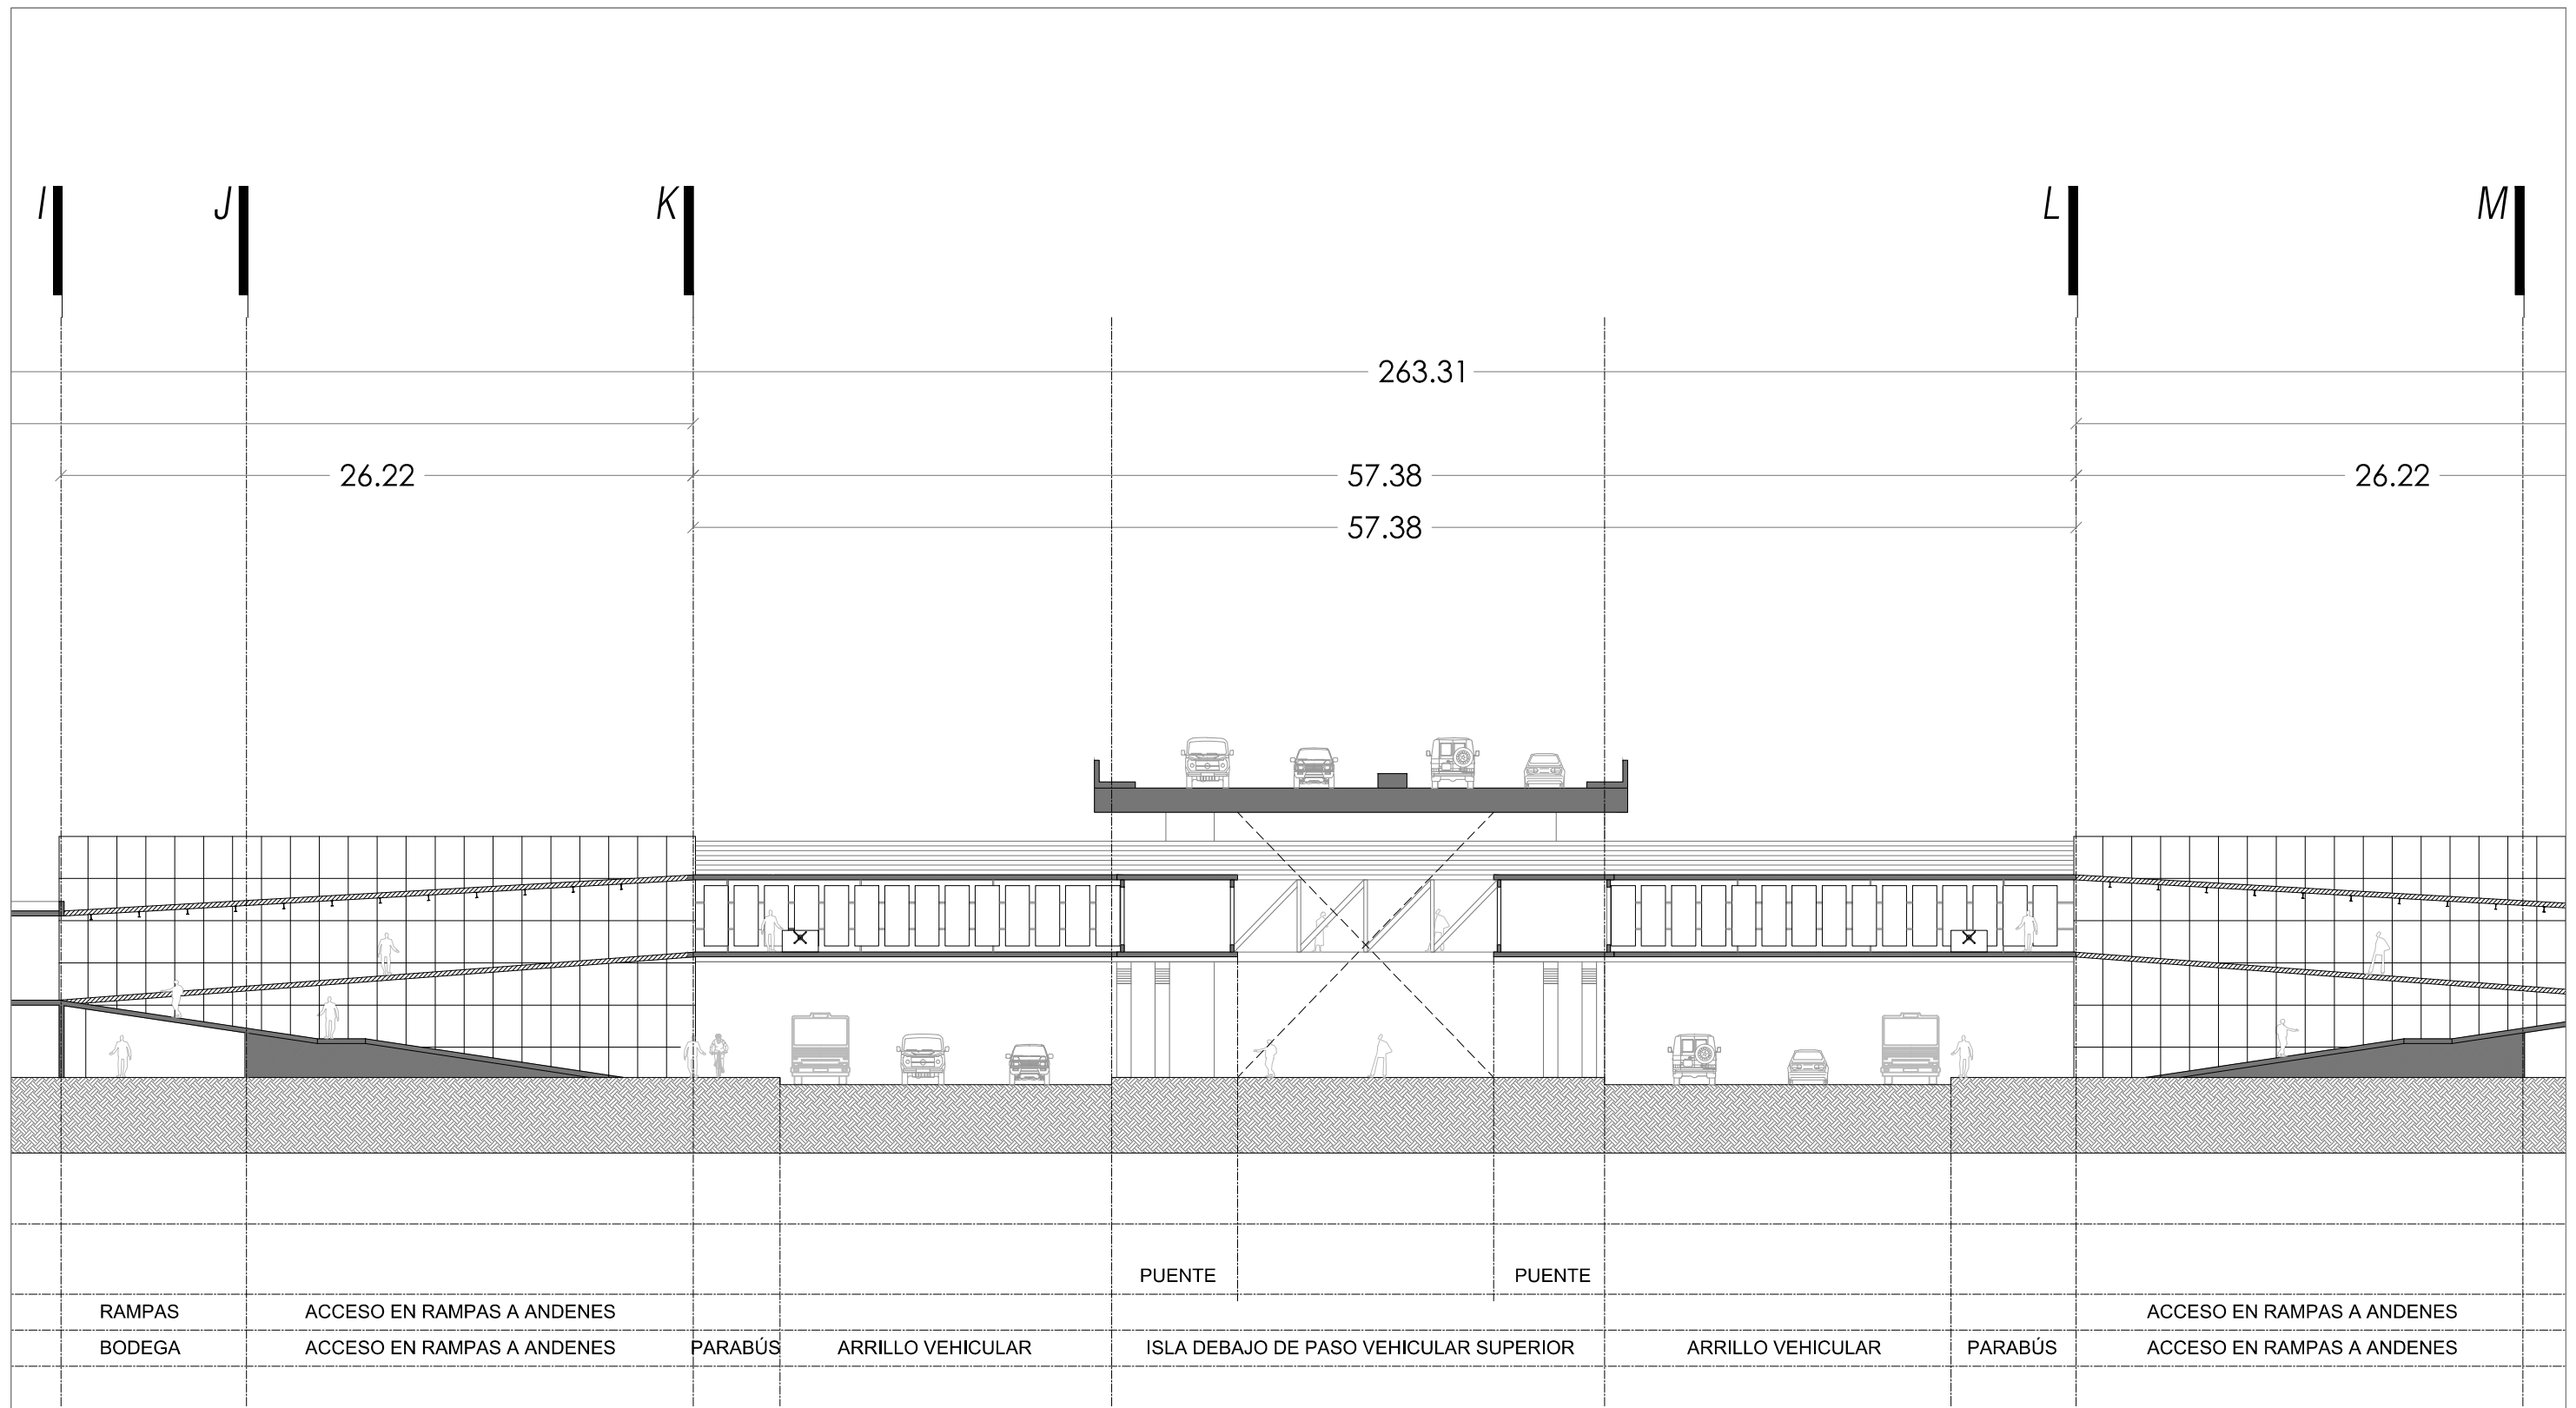 I J K L M
263.31
26.22 57.38 26.22
57.38
PUENTE PUENTE
RAMPAS ACCESO EN RAMPAS A ANDENES ACCESO EN RAMPAS A ANDENES
BODEGA ACCESO EN RAMPAS A ANDENES PARABÚS ARRILLO VEHICULAR ISLA DEBAJO DE PASO VEHICULAR SUPERIOR ARRILLO VEHICULAR PARABÚS ACCESO EN RAMPAS A ANDENES